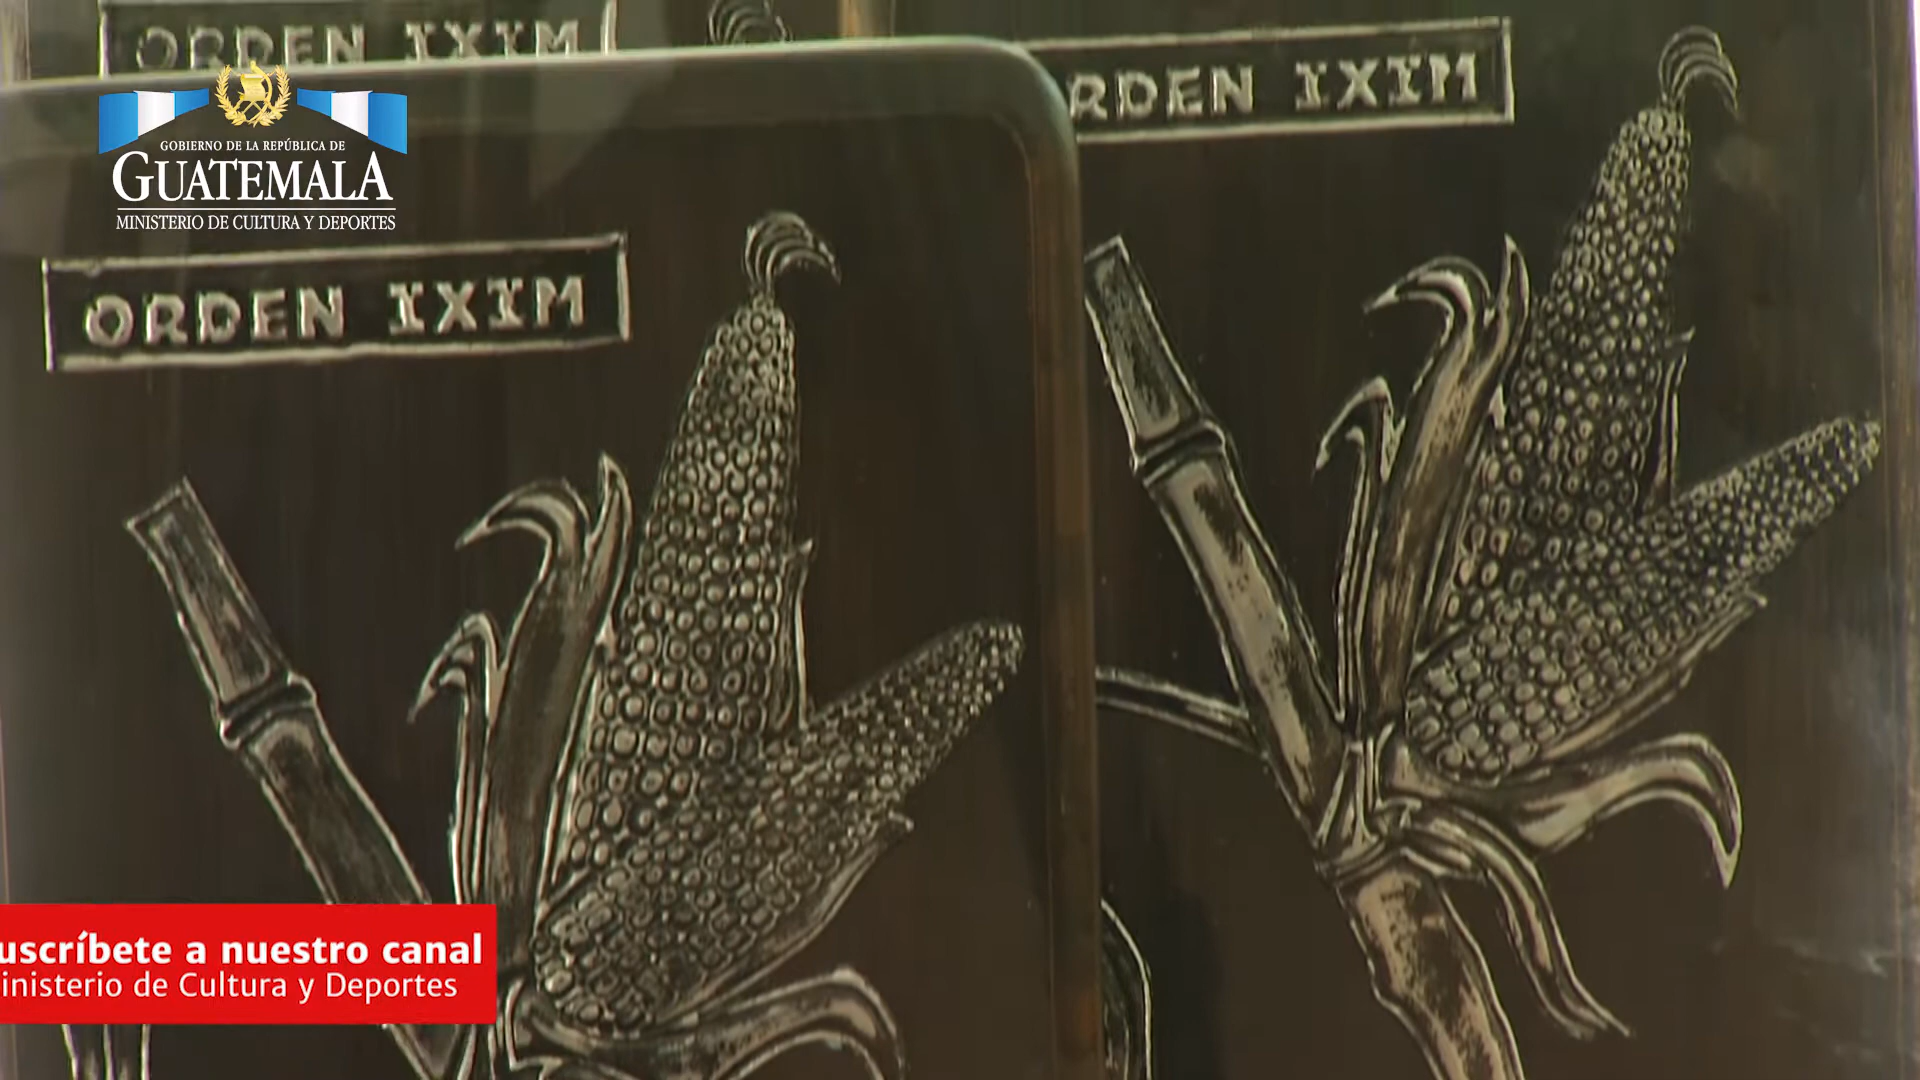 ORDEN IXIM
RDEN IXIM
GOBIERNO DE LA REPÚBLICA DE
GUATEMALA
MINISTERIO DE CULTURA Y DEPORTES
ORDEN IXIM
uscríbete a nuestro canal
inisterio de Cultura y Deportes